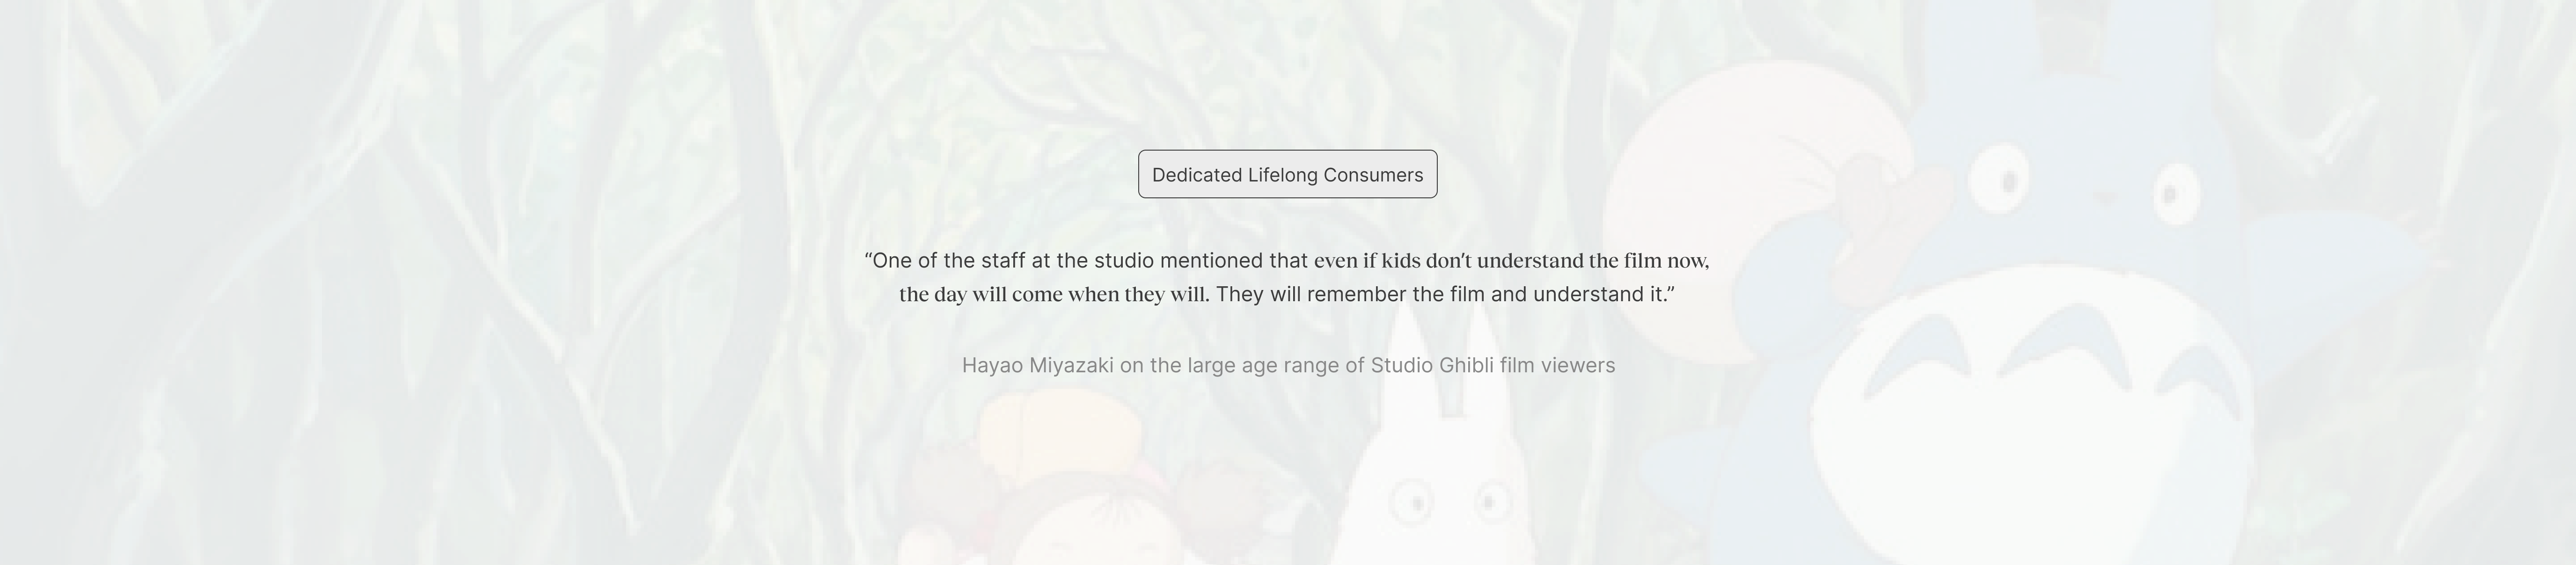 Dedicated Lifelong Consumers
“One of the staff at the studio mentioned that even if kids don’t understand the film now,
the day will come when they will. They will remember the film and understand it.”
Hayao Miyazaki on the large age range of Studio Ghibli film viewers